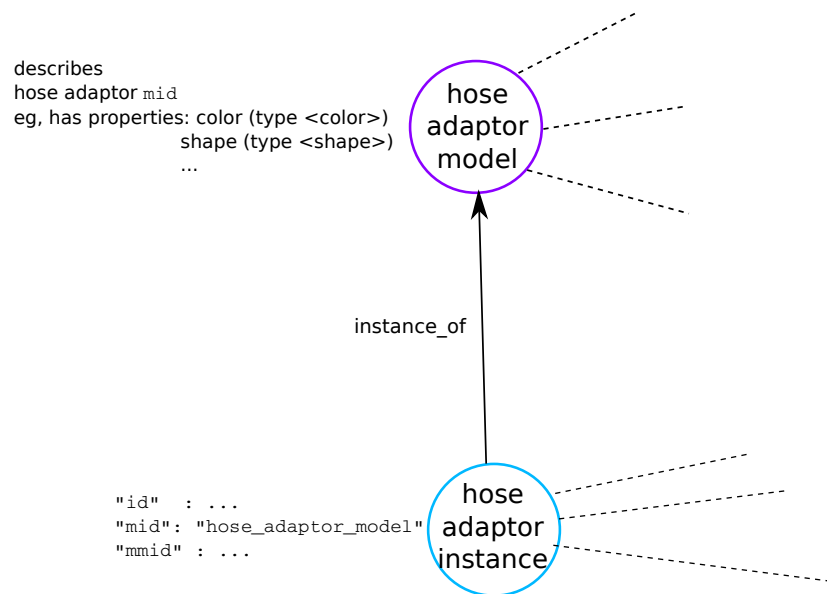 describes
hose adaptor mid
eg, has properties: color (type <color>)
shape (type <shape>)
...
hose
adaptor
model
instance_of
"id" : ...
"mid": "hose_adaptor_model"
"mmid" : ...
hose
adaptor
instance